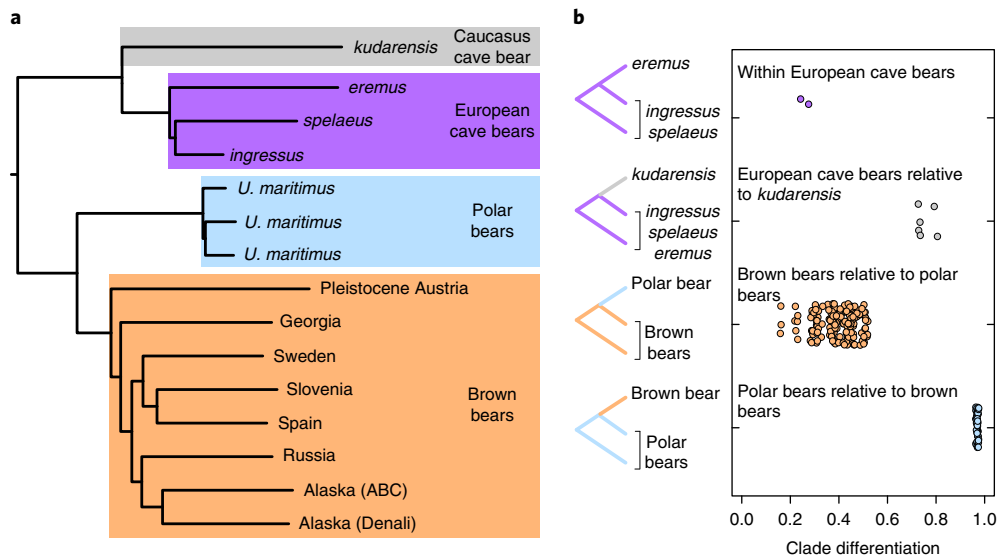 a
kudarensis
Caucasus
cave bear
eremus
spelaeus
ingressus
European
cave bears
U. maritimus
U. maritimus
U. maritimus
Polar
bears
Pleistocene Austria
Georgia
Sweden
Slovenia
Spain
Russia
Alaska (ABC)
Alaska (Denali)
Brown
bears
b
eremus
ingressus
spelaeus
Within European cave bears
kudarensis
ingressus
spelaeus
eremus
European cave bears relative
to kudarensis
Polar bear
Brown
bears
Brown bears relative to polar
bears
Brown bear
Polar
bears
Polar bears relative to brown
bears
0.0 0.2 0.4 0.6 0.8 1.0
Clade differentiation